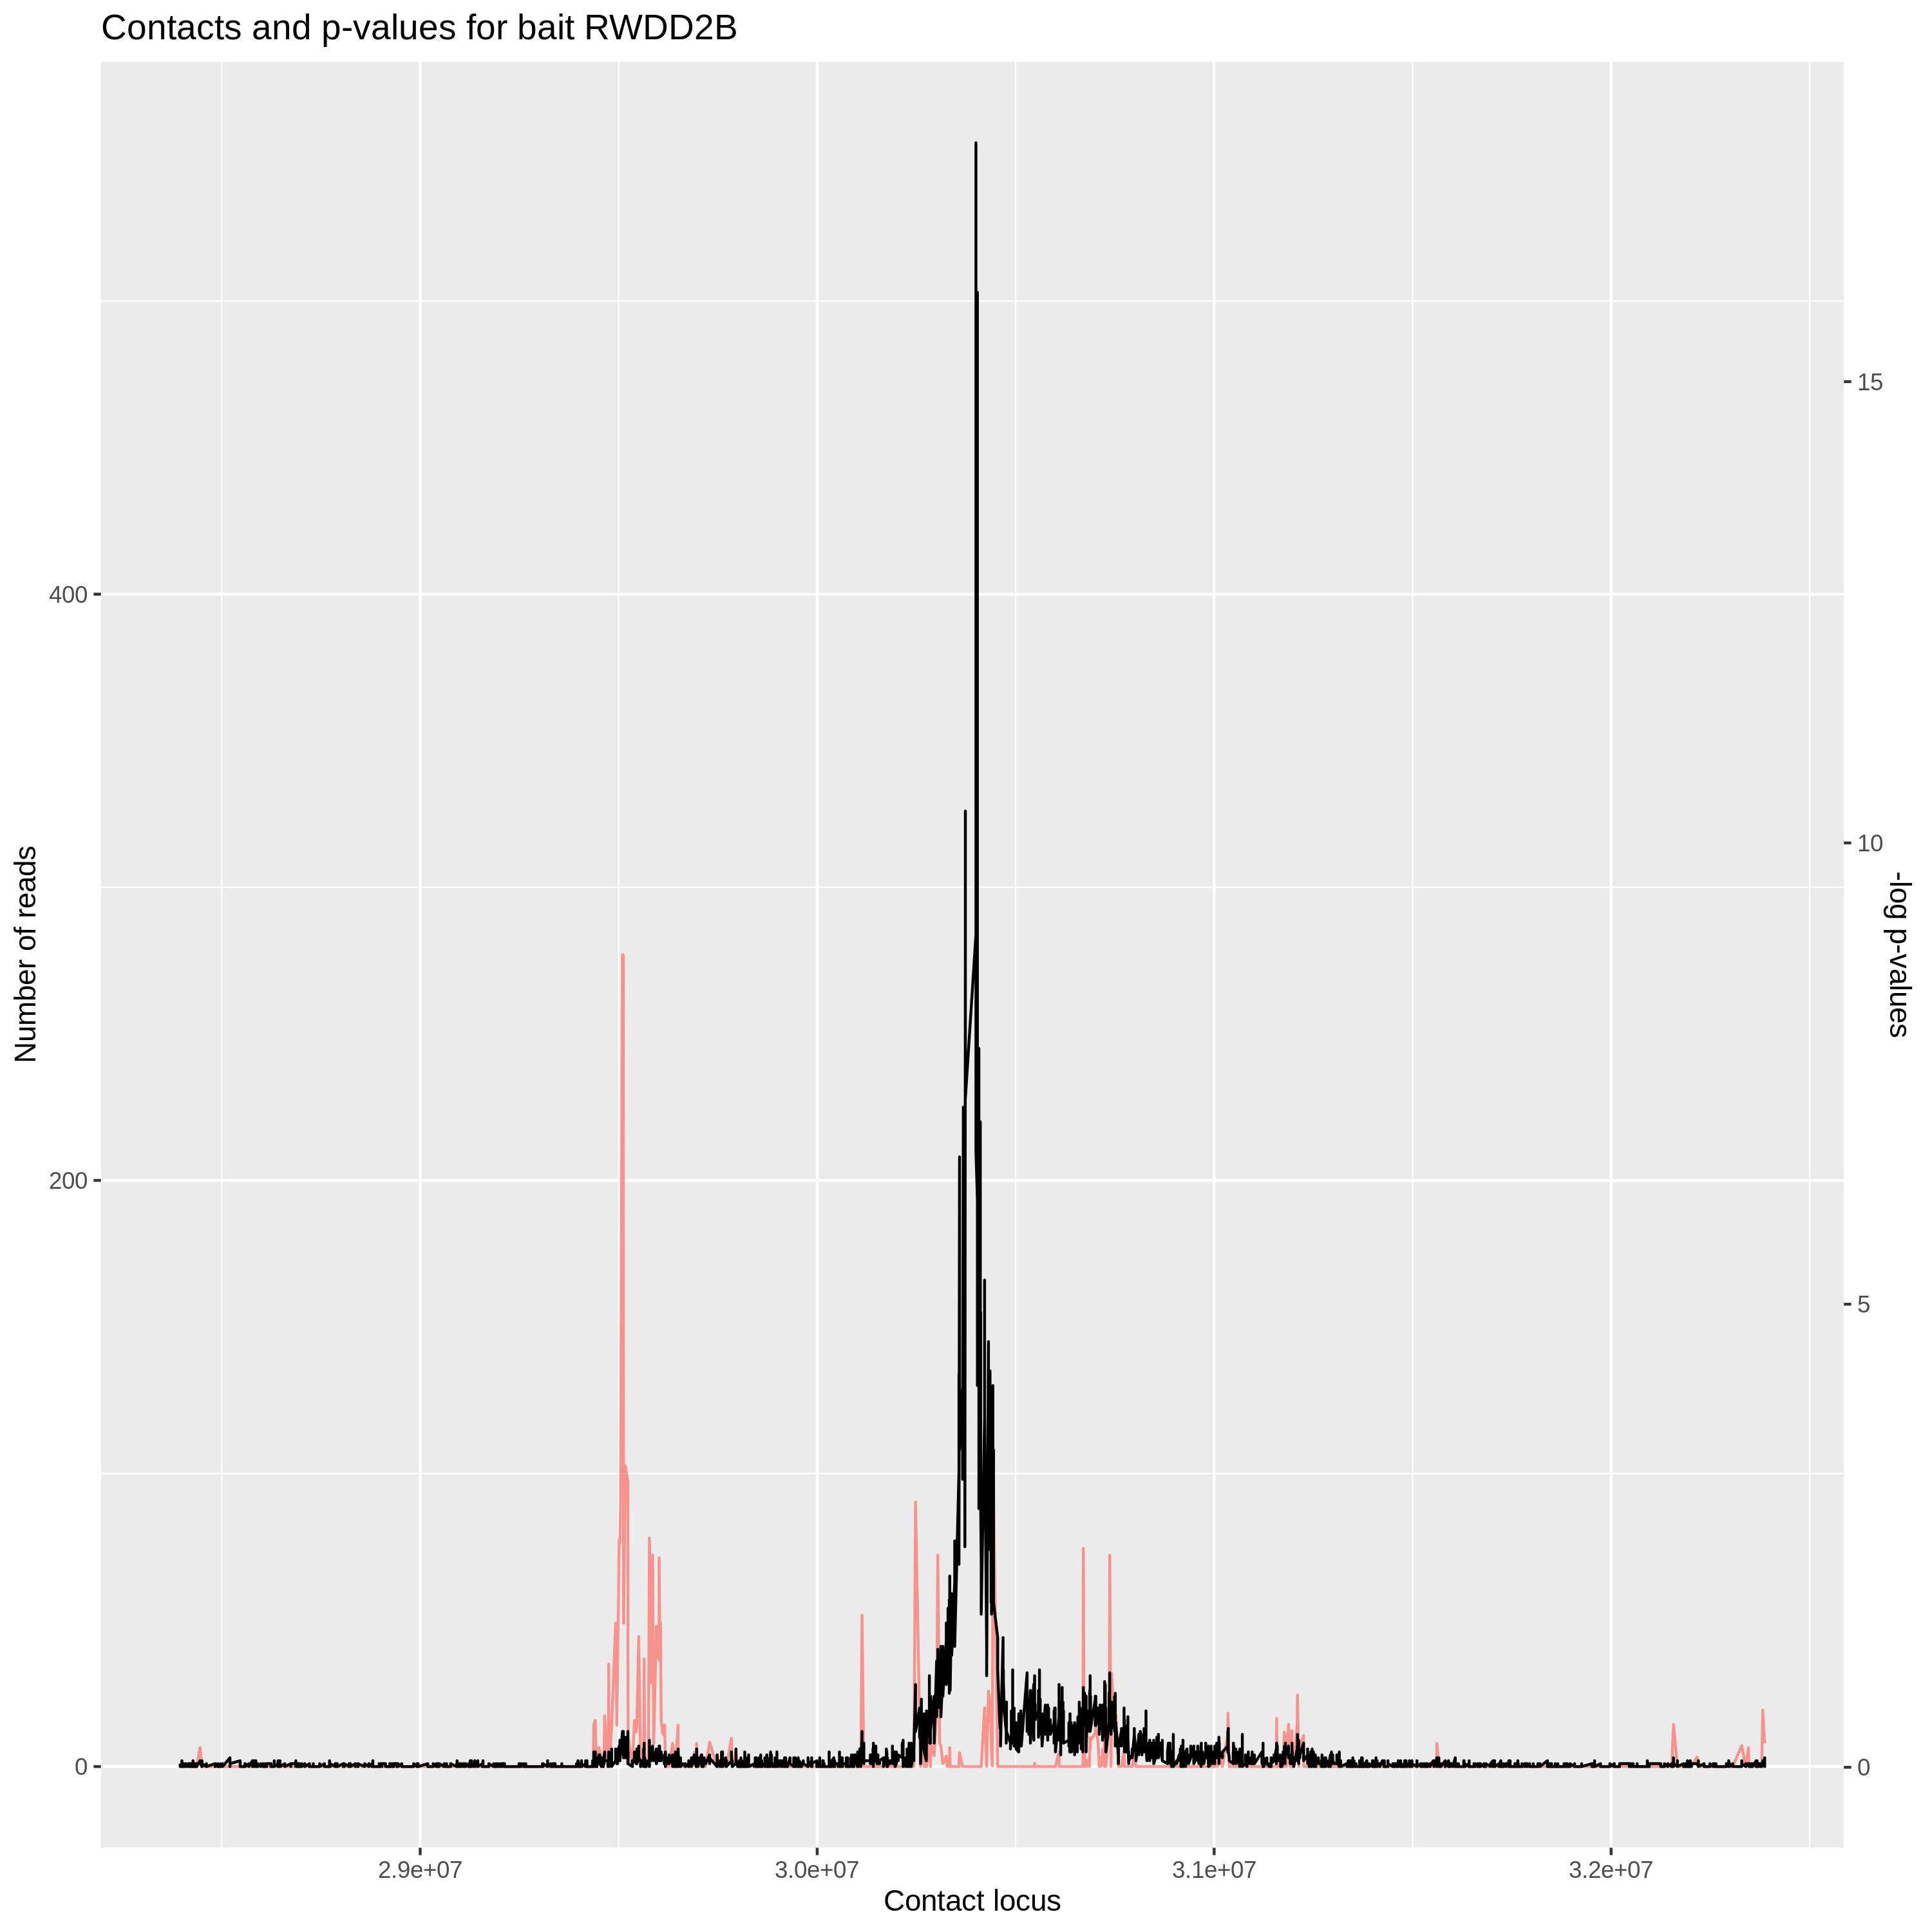 Contacts and p-values for bait RWDD2B
Number of reads
400
200
0
15
10
5
0
-log p-values
2.9e+07
3.0e+07
3.1e+07
3.2e+07
Contact locus